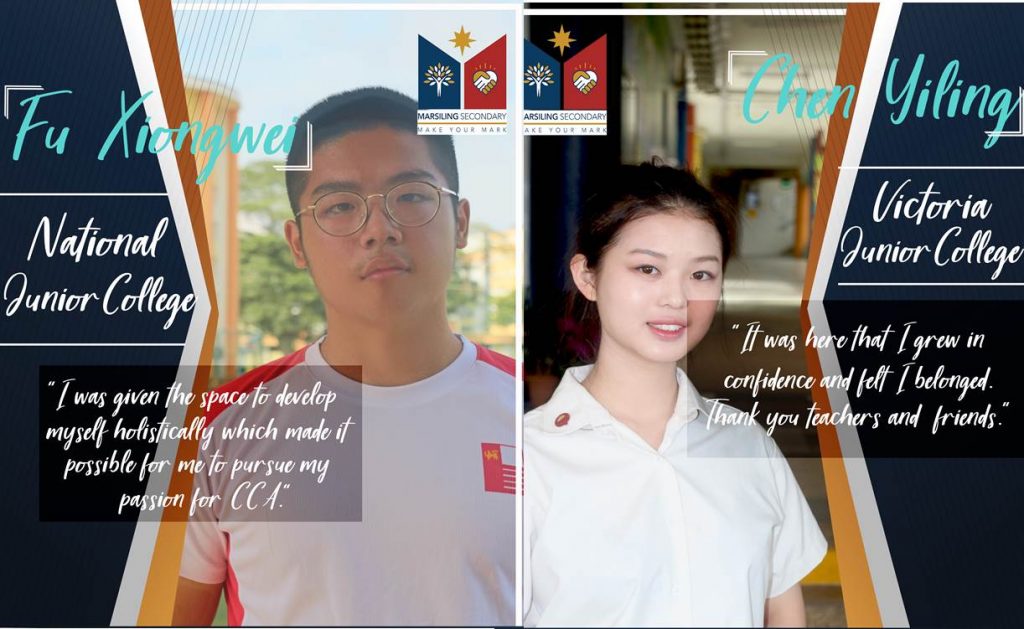 Fu Xiongwei
National
Junior College
"I was given the space to develop
myself holistically which made it
possible for me to pursue my
passion for CCA."
MARSILING SECONDARY
MAKE YOUR MARK
MARSILING SECONDARY
MAKE YOUR MARK
Chen Yiling
Victoria
Junior College
"It was here that I grew in
confidence and felt I belonged.
Thank you teachers and friends."